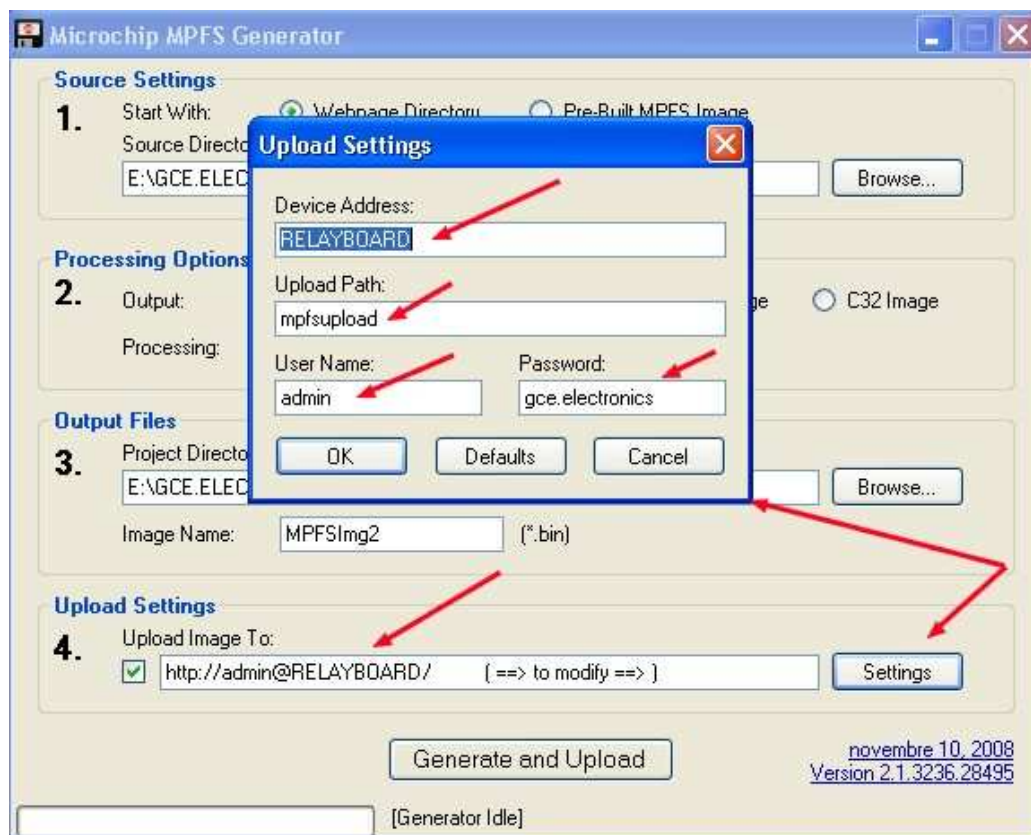 Microchip MPFS Generator
Source Settings
1.
Start With:
Webpage Directory
Pre-Built MPFS Image
Source Directo
E:\GCE.ELEC
Browse...
Upload Settings
Device Address:
RELAYBOARD
Upload Path:
mpfsupload
User Name:
Password:
admin
gce.electronics
OK
Defaults
Cancel
Processing Options
2.
Output:
ge
C32 Image
Processing:
Output Files
3.
Project Directo
E:\GCE.ELEC
Browse...
Image Name:
MPFSImg2
(*.bin)
Upload Settings
4.
Upload Image To:
http://admin@RELAYBOARD/ ( ==> to modify ==> )
Settings
Generate and Upload
novembre 10, 2008
Version 2.1.3236.28495
[Generator Idle]